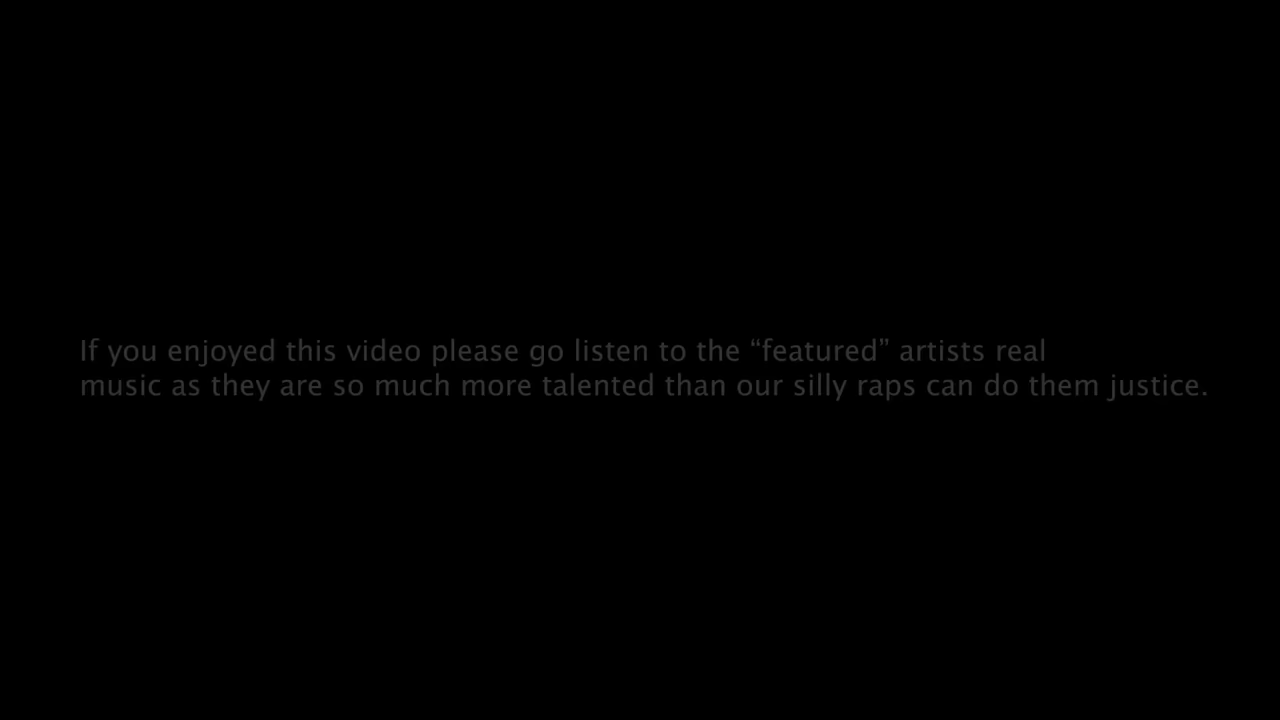 If you enjoyed this video please go listen to the “featured” artists real
music as they are so much more talented than our silly raps can do them justice.